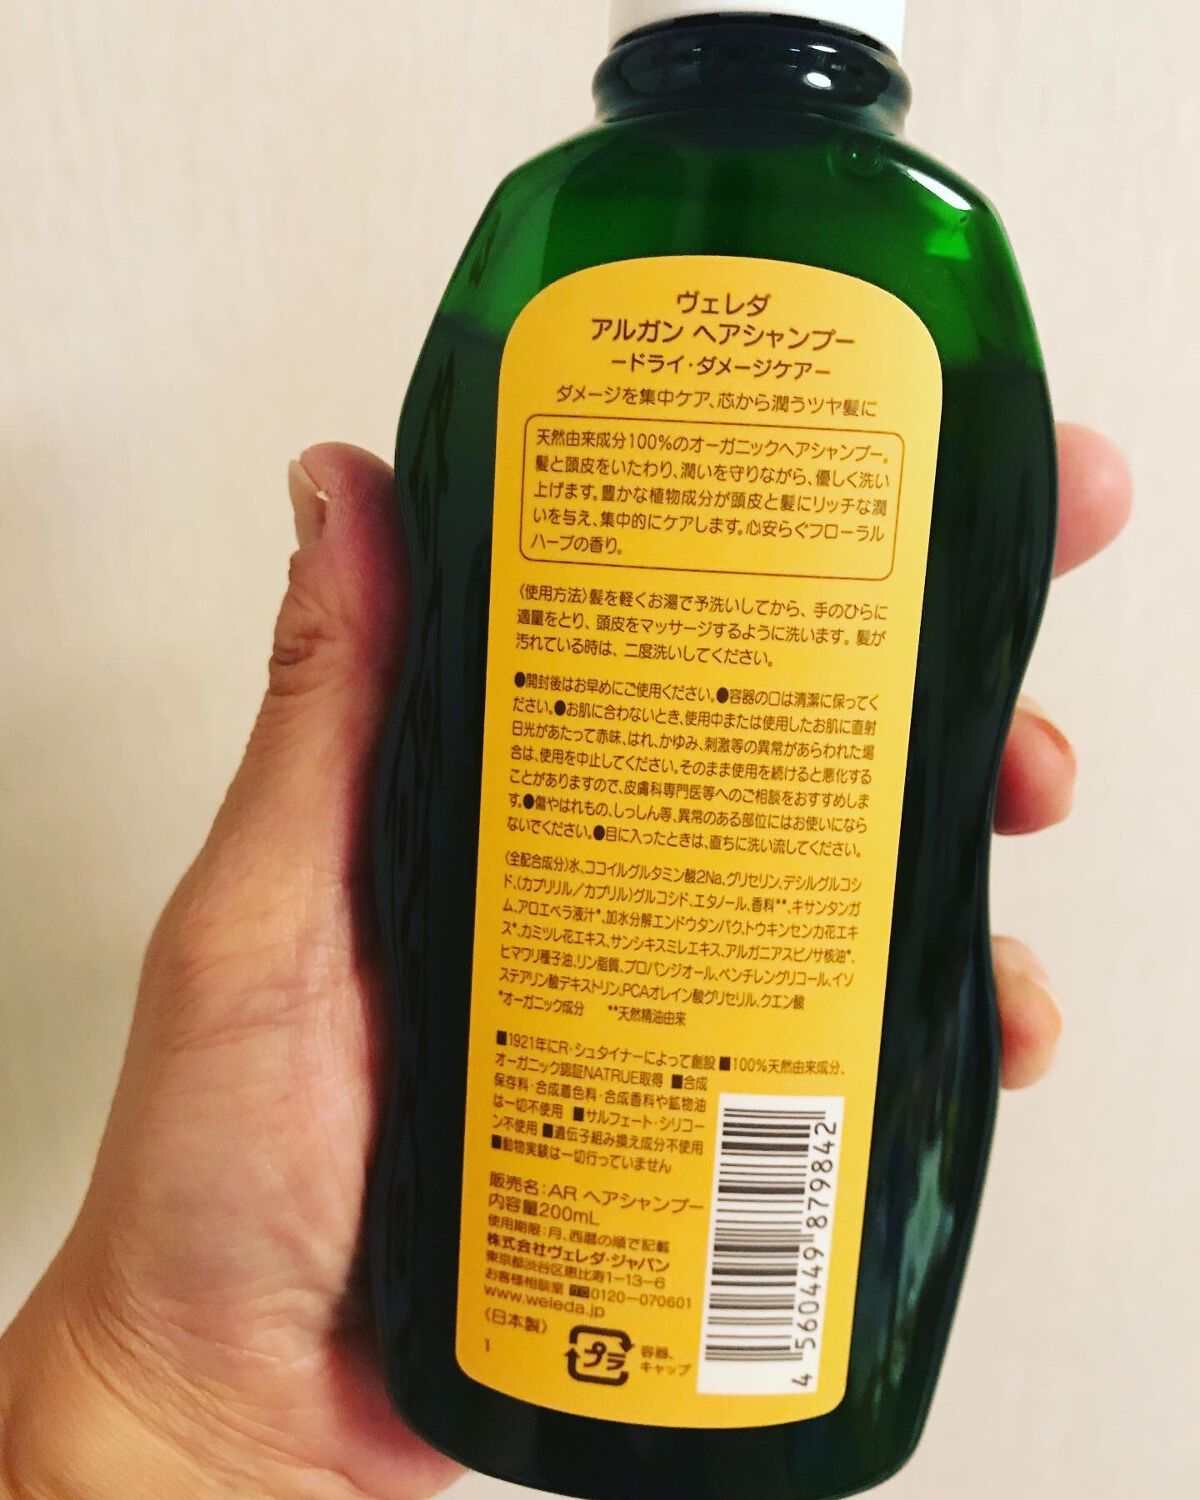 ヴェレダ
アルガン ヘアシャンプー
ードライ・ダメージケアー
ダメージを集中ケア、芯から潤うツヤ髪に
天然由来成分100%のオーガニックヘアシャンプー。
髪と頭皮をいたわり、潤いを守りながら、優しく洗い
上げます。豊かな植物成分が頭皮と髪にリッチな潤
いを与え、集中的にケアします。心安らぐフローラル
ハーブの香り。
〈使用方法〉髪を軽くお湯で予洗いしてから、手のひらに
適量をとり、頭皮をマッサージするように洗います。髪が
汚れている時は、二度洗いしてください。
●開封後はお早めにご使用ください。●容器の口は清潔に保ってく
ださい。●お肌に合わないとき、使用中または使用したお肌に直射
日光があたって赤味、はれ、かゆみ、刺激等の異常があらわれた場
合は、使用を中止してください。そのまま使用を続けると悪化する
ことがありますので、皮膚科専門医等へのご相談をおすすめしま
す。●傷やはれもの、しっしん等、異常のある部位にはお使いになら
ないでください。●目に入ったときは、直ちに洗い流してください。
〈全配合成分〉水、ココイルグルタミン酸2Na、グリセリン、デシルグルコシ
ド、(カプリリル／カプリル)グルコシド、エタノール、香料**、キサンタンガ
ム、アロエベラ液汁*、加水分解エンドウタンパク、トウキンセンカ花エキ
ス*、カミツレ花エキス、サンシキスミレエキス、アルガニアスピノサ核油*、
ヒマワリ種子油、リン脂質、プロパンジオール、ペンチレングリコール、イソ
ステアリン酸デキストリン、PCAオレイン酸グリセリル、クエン酸
*オーガニック成分 **天然精油由来
■1921年にR・シュタイナーによって創設 ■100%天然由来成分、
オーガニック認証NATRUE取得 ■合成
保存料・合成着色料・合成香料や鉱物油
は一切不使用 ■サルフェート・シリコー
ン不使用 ■遺伝子組み換え成分不使用
■動物実験は一切行っていません
販売名：AR ヘアシャンプー
内容量200mL
使用期限：月、西暦の順で記載
株式会社ヴェレダ・ジャパン
東京都渋谷区恵比寿1-13-6
お客様相談室 0120-070601
www.weleda.jp
〈日本製〉
1
プラ
容器、
キャップ
4 560449 879842